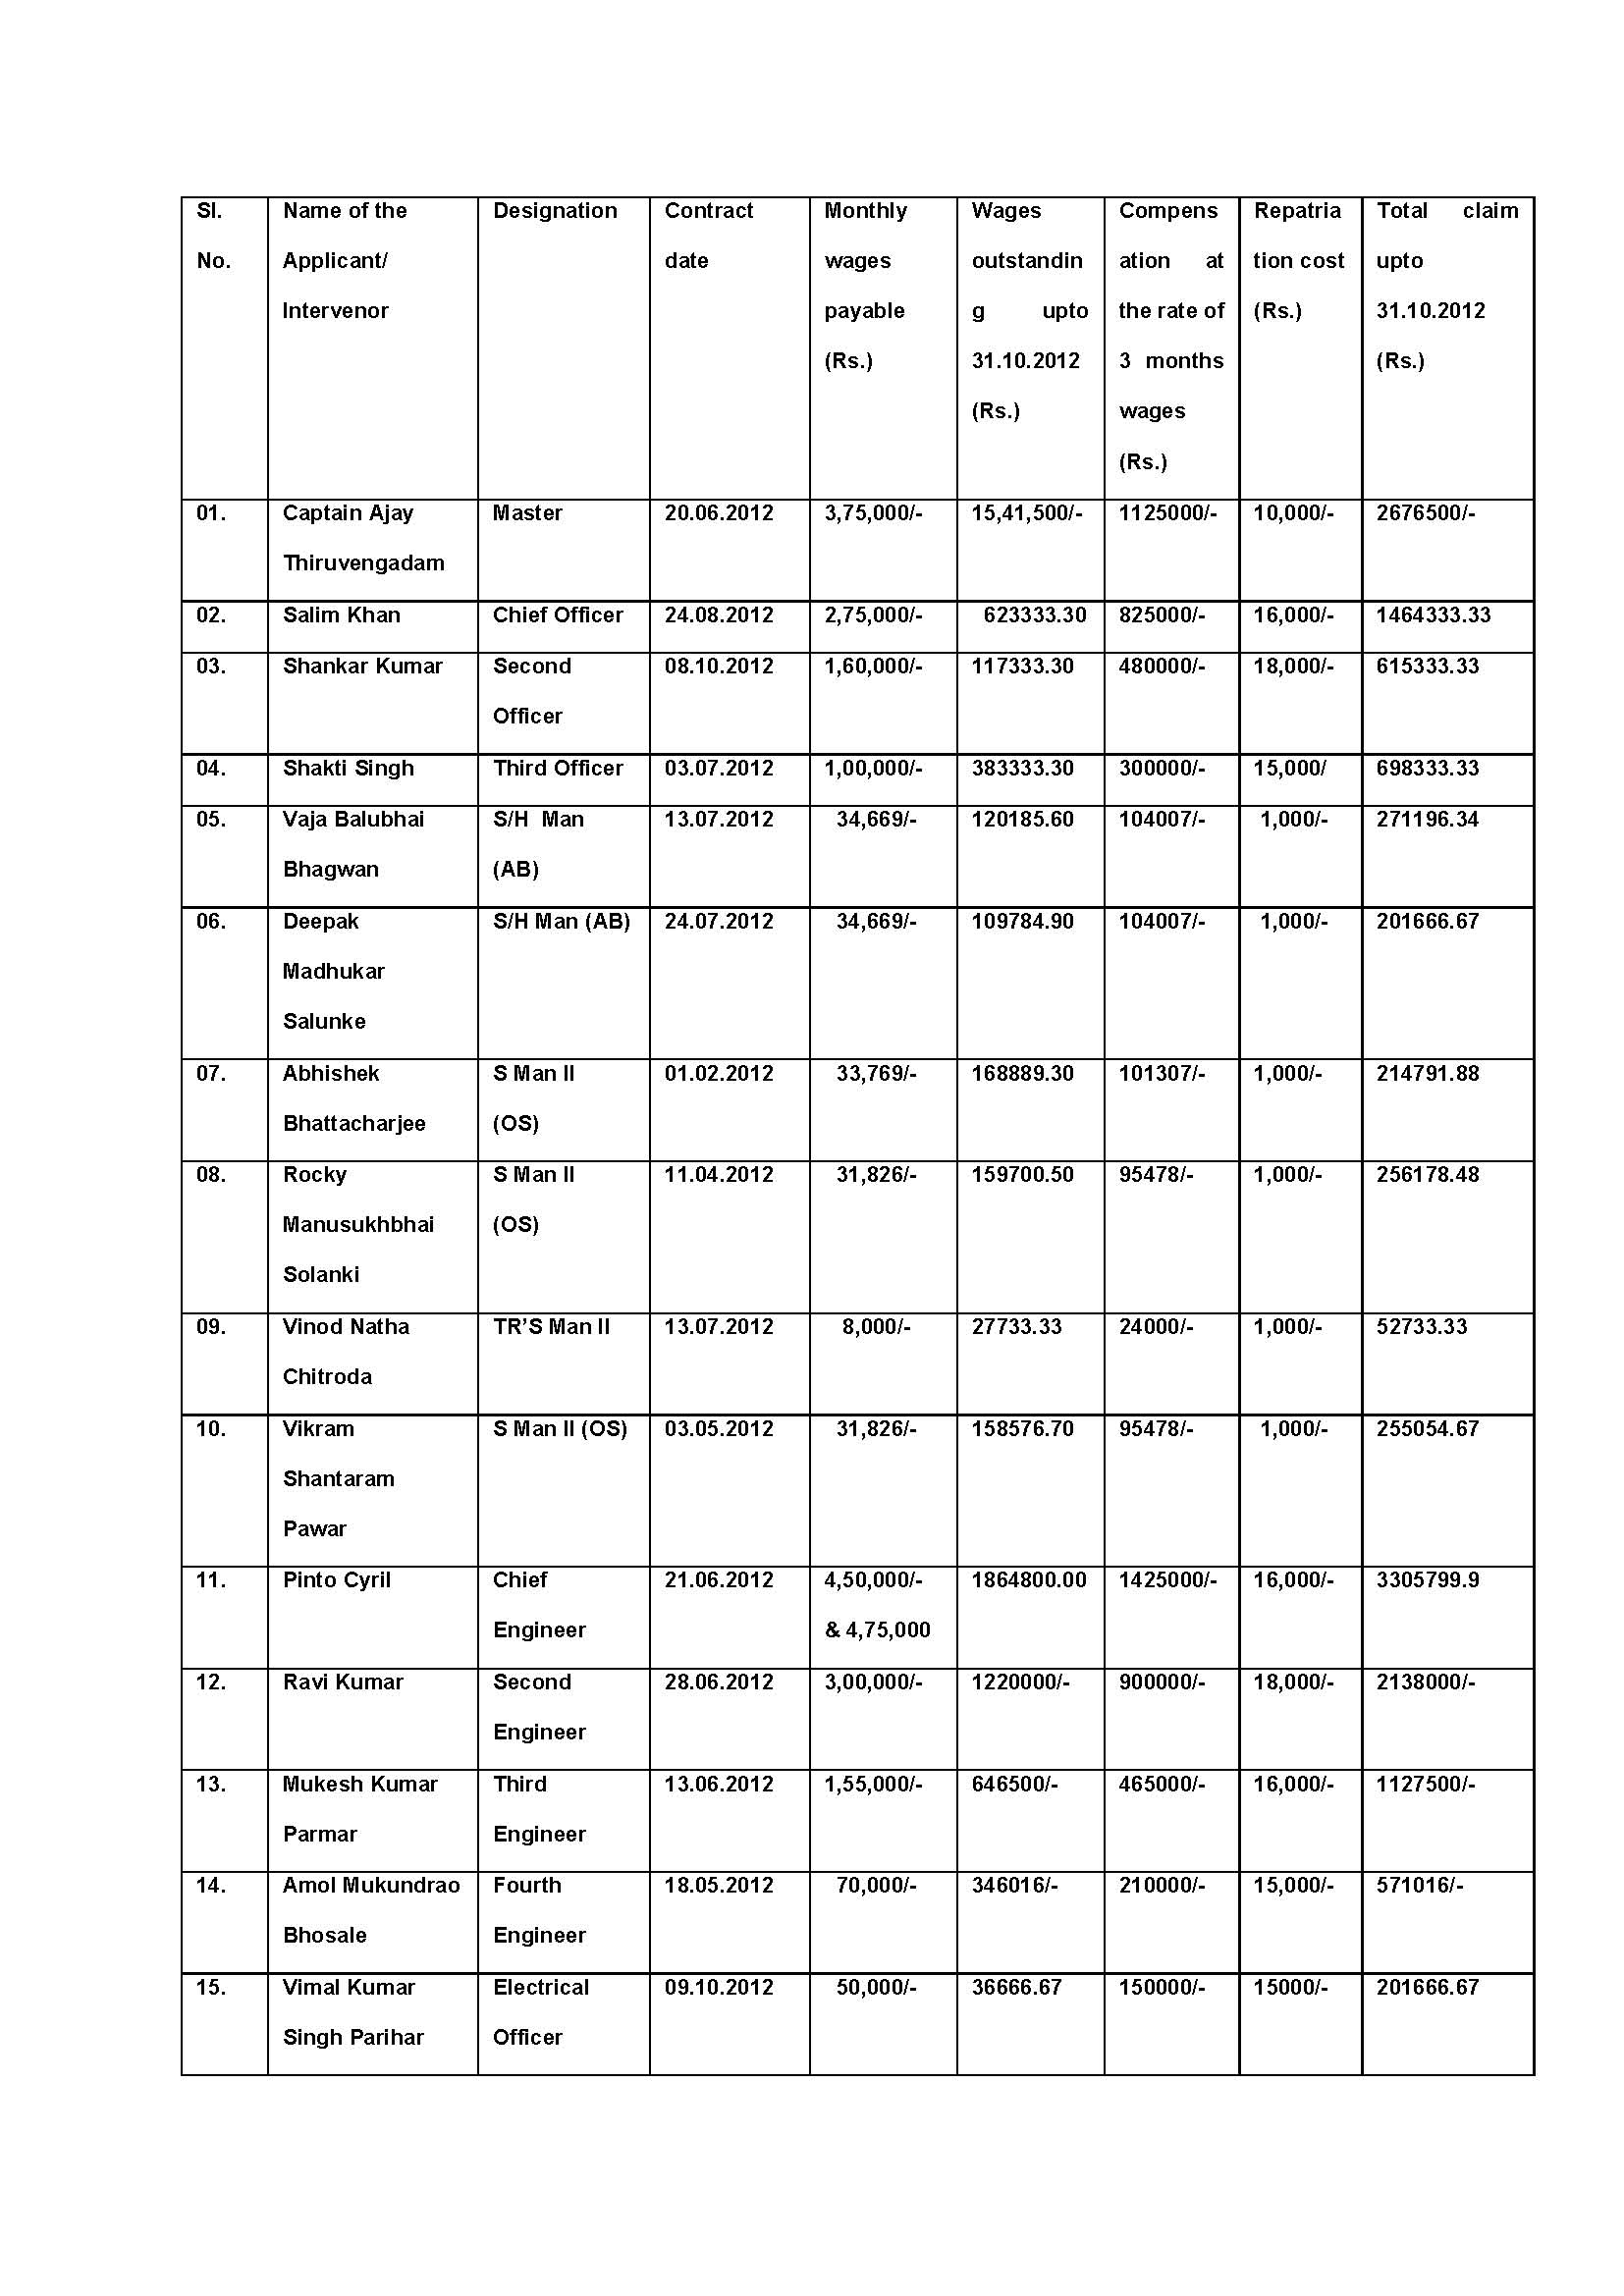 Sl. No. Name of the Applicant/ Intervenor Designation Contract date Monthly wages payable (Rs.) Wages outstandin g upto 31.10.2012 (Rs.) Compens ation at the rate of 3 months wages (Rs.) Repatria tion cost (Rs.) Total claim upto 31.10.2012 (Rs.)
01. Captain Ajay Thiruvengadam Master 20.06.2012 3,75,000/- 15,41,500/- 1125000/- 10,000/- 2676500/-
02. Salim Khan Chief Officer 24.08.2012 2,75,000/- 623333.30 825000/- 16,000/- 1464333.33
03. Shankar Kumar Second Officer 08.10.2012 1,60,000/- 117333.30 480000/- 18,000/- 615333.33
04. Shakti Singh Third Officer 03.07.2012 1,00,000/- 383333.30 300000/- 15,000/ 698333.33
05. Vaja Balubhai Bhagwan S/H Man (AB) 13.07.2012 34,669/- 120185.60 104007/- 1,000/- 271196.34
06. Deepak Madhukar Salunke S/H Man (AB) 24.07.2012 34,669/- 109784.90 104007/- 1,000/- 201666.67
07. Abhishek Bhattacharjee S Man II (OS) 01.02.2012 33,769/- 168889.30 101307/- 1,000/- 214791.88
08. Rocky Manusukhbhai Solanki S Man II (OS) 11.04.2012 31,826/- 159700.50 95478/- 1,000/- 256178.48
09. Vinod Natha Chitroda TR’S Man II 13.07.2012 8,000/- 27733.33 24000/- 1,000/- 52733.33
10. Vikram Shantaram Pawar S Man II (OS) 03.05.2012 31,826/- 158576.70 95478/- 1,000/- 255054.67
11. Pinto Cyril Chief Engineer 21.06.2012 4,50,000/- & 4,75,000 1864800.00 1425000/- 16,000/- 3305799.9
12. Ravi Kumar Second Engineer 28.06.2012 3,00,000/- 1220000/- 900000/- 18,000/- 2138000/-
13. Mukesh Kumar Parmar Third Engineer 13.06.2012 1,55,000/- 646500/- 465000/- 16,000/- 1127500/-
14. Amol Mukundrao Bhosale Fourth Engineer 18.05.2012 70,000/- 346016/- 210000/- 15,000/- 571016/-
15. Vimal Kumar Singh Parihar Electrical Officer 09.10.2012 50,000/- 36666.67 150000/- 15000/- 201666.67